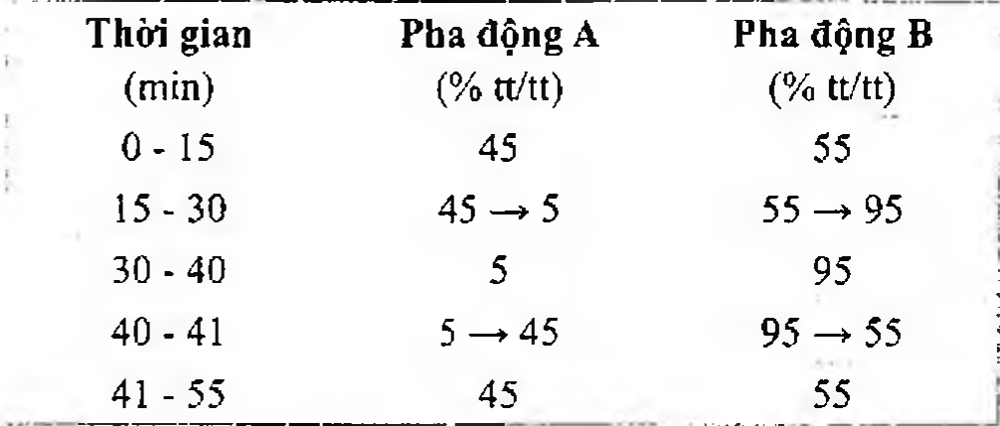 Thời gian Pha động A Pha động B
(min) (% tt/tt) (% tt/tt)
0 - 15 45 55
15 - 30 45 → 5 55 → 95
30 - 40 5 95
40 - 41 5 → 45 95 → 55
41 - 55 45 55